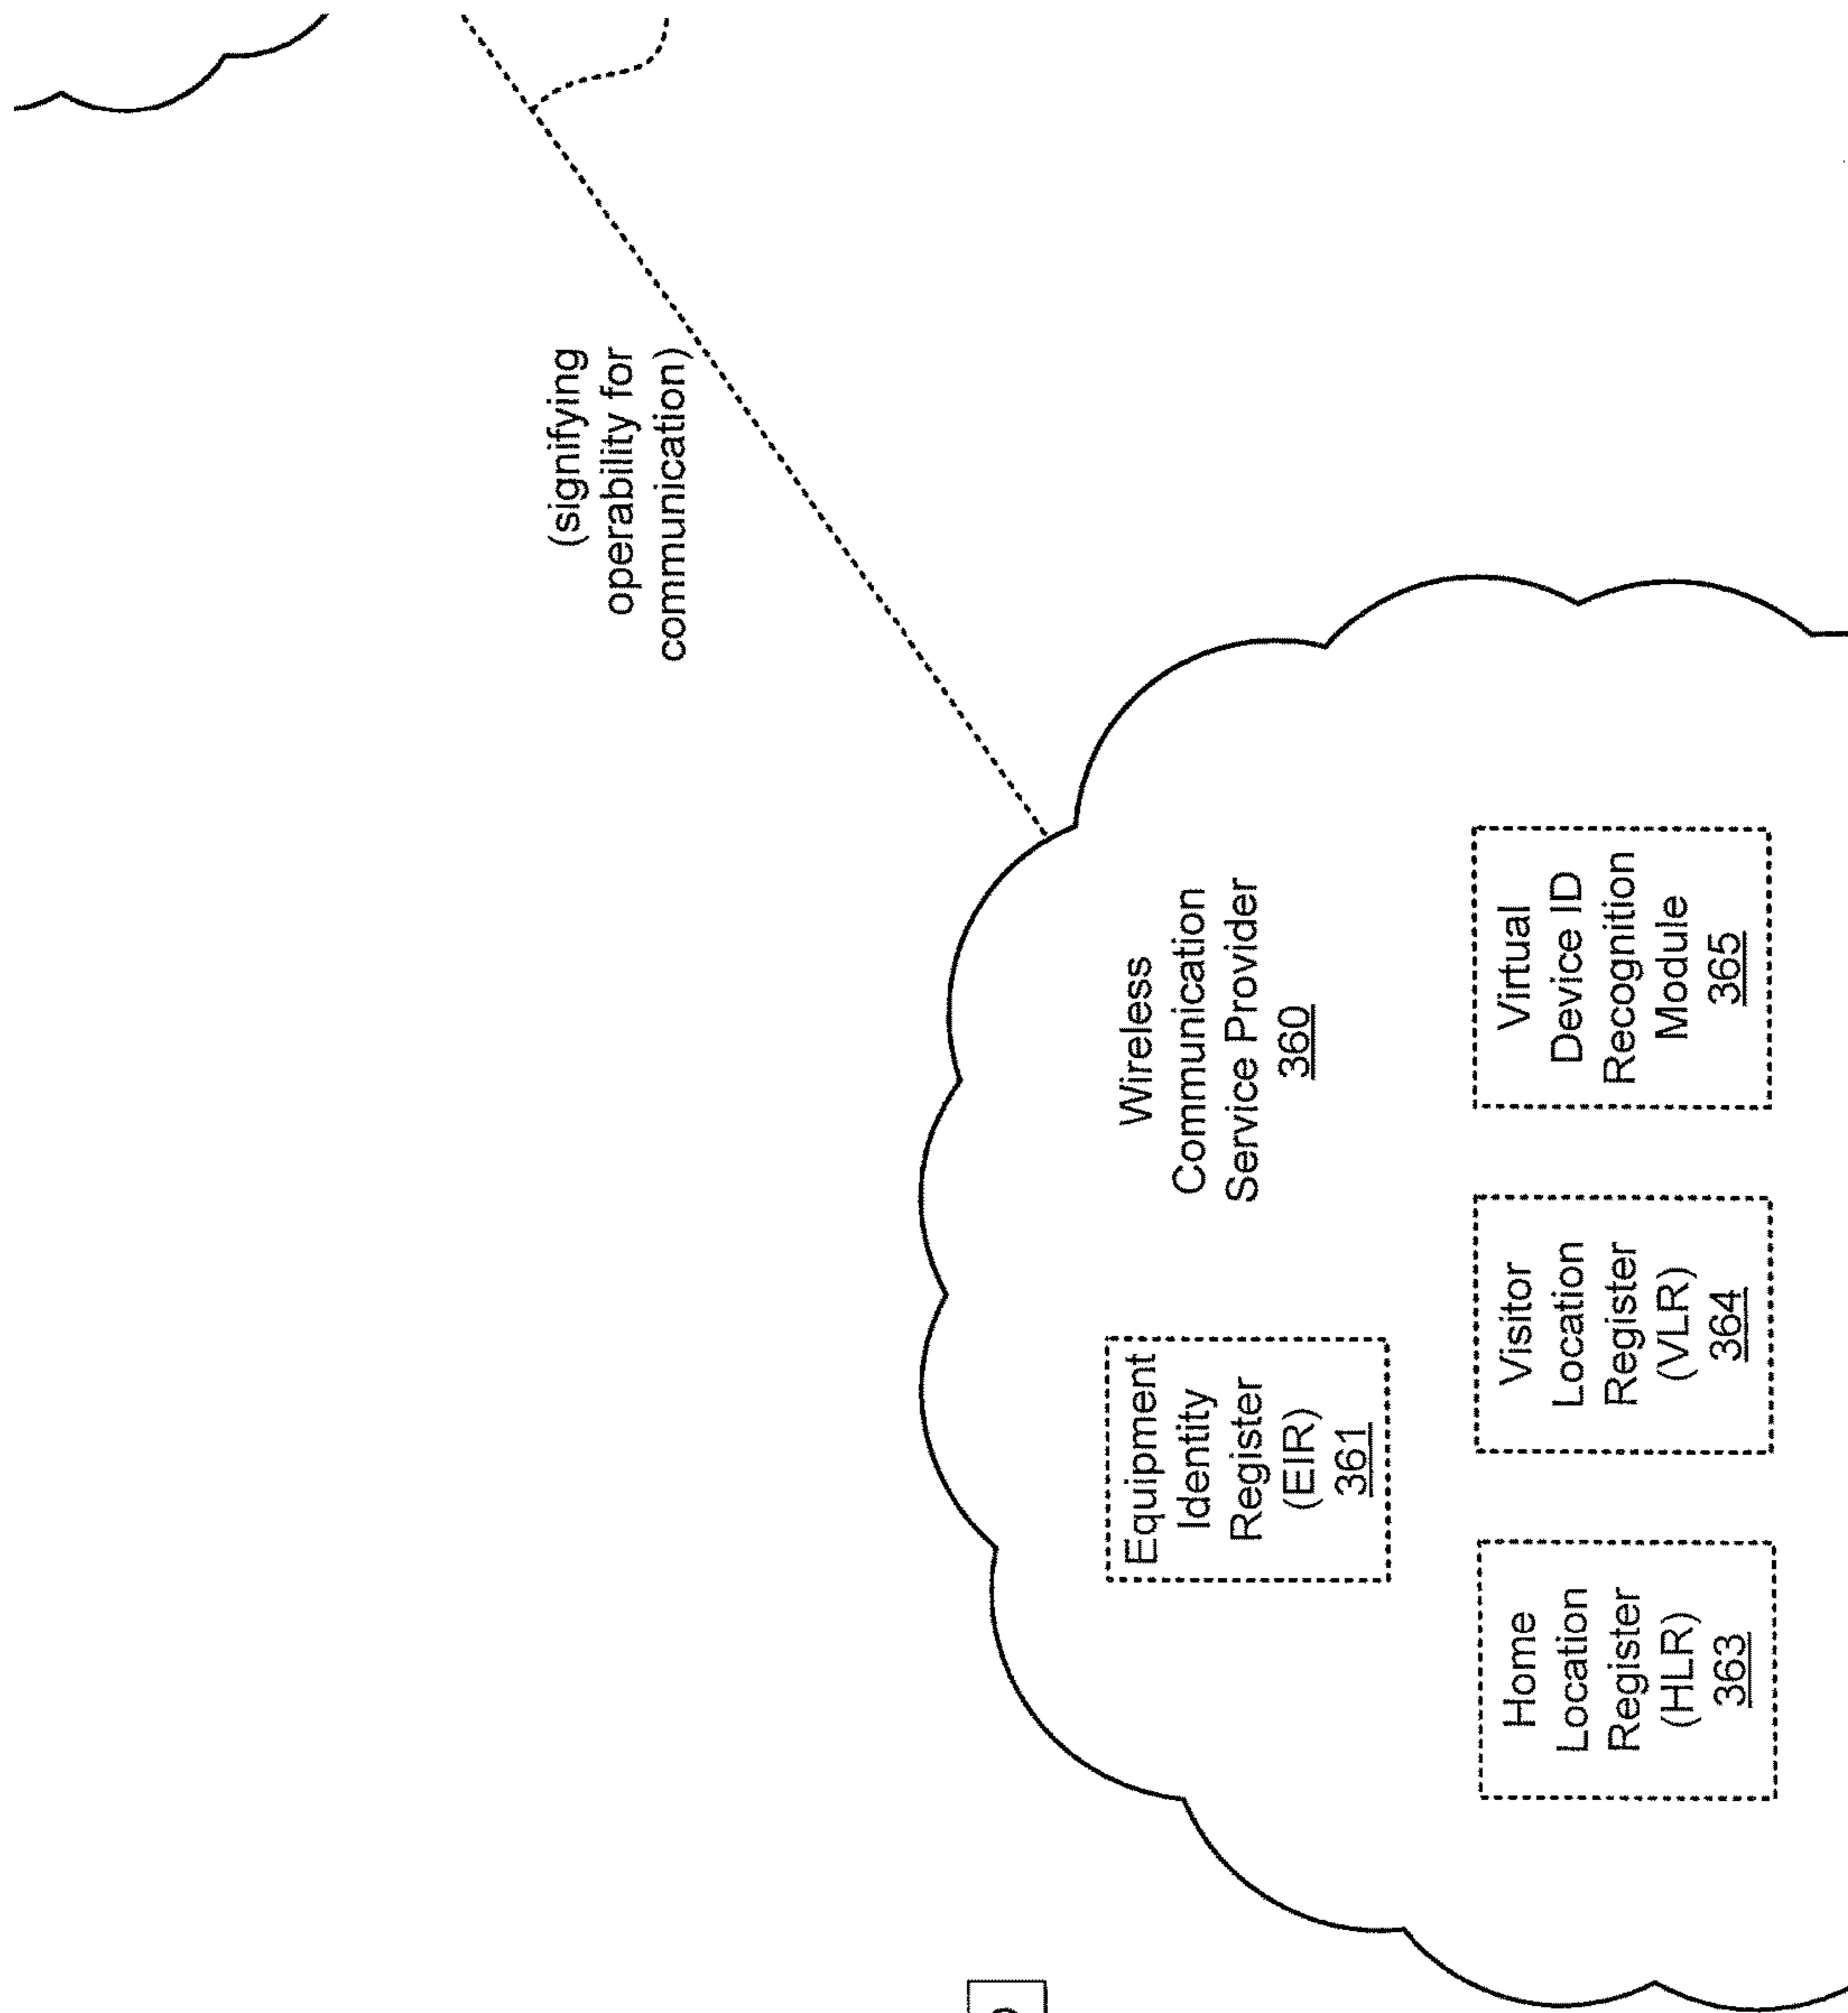 (signifying
operability for
communication)
Wireless
Communication
Service Provider
360
Equipment
Identity
Register
(EIR)
361
Home
Location
Register
(HLR)
363
Visitor
Location
Register
(VLR)
364
Virtual
Device ID
Recognition
Module
365